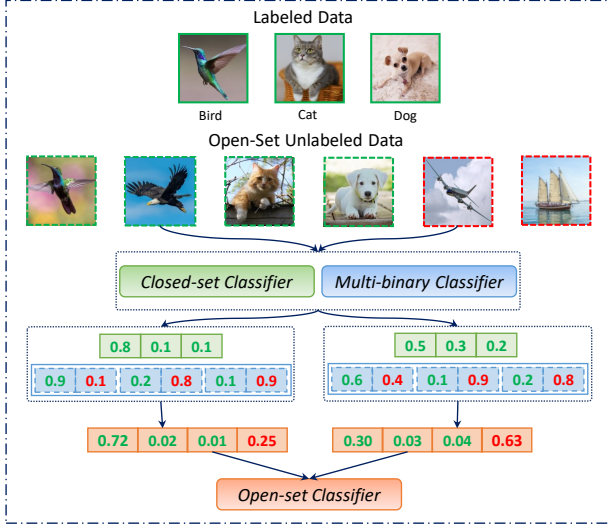 Labeled Data
Bird Cat Dog
Open-Set Unlabeled Data
Closed-set Classifier Multi-binary Classifier
0.8 0.1 0.1 0.5 0.3 0.2
0.9 0.1 0.2 0.8 0.1 0.9 0.6 0.4 0.1 0.9 0.2 0.8
0.72 0.02 0.01 0.25 0.30 0.03 0.04 0.63
Open-set Classifier